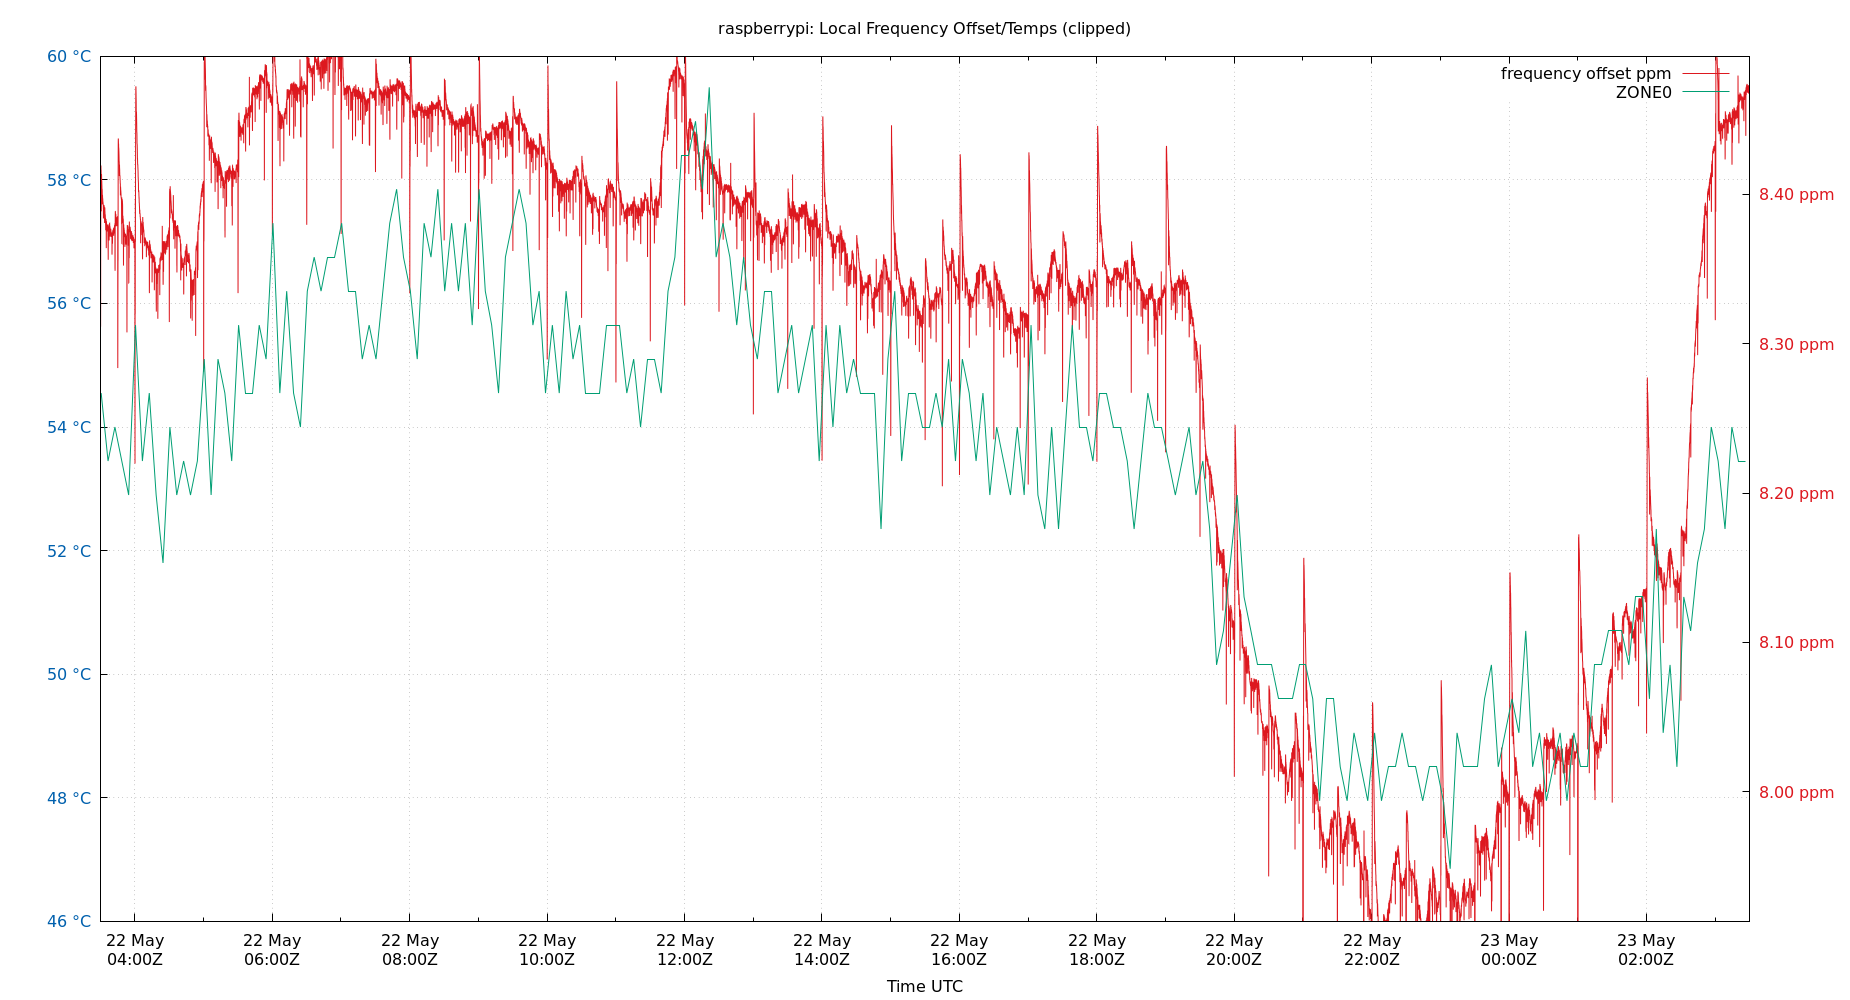 raspberrypi: Local Frequency Offset/Temps (clipped)
frequency offset ppm
ZONE0
60 °C
58 °C
56 °C
54 °C
52 °C
50 °C
48 °C
46 °C
8.40 ppm
8.30 ppm
8.20 ppm
8.10 ppm
8.00 ppm
22 May 22 May 22 May 22 May 22 May 22 May 22 May 22 May 22 May 22 May 23 May 23 May
04:00Z 06:00Z 08:00Z 10:00Z 12:00Z 14:00Z 16:00Z 18:00Z 20:00Z 22:00Z 00:00Z 02:00Z
Time UTC